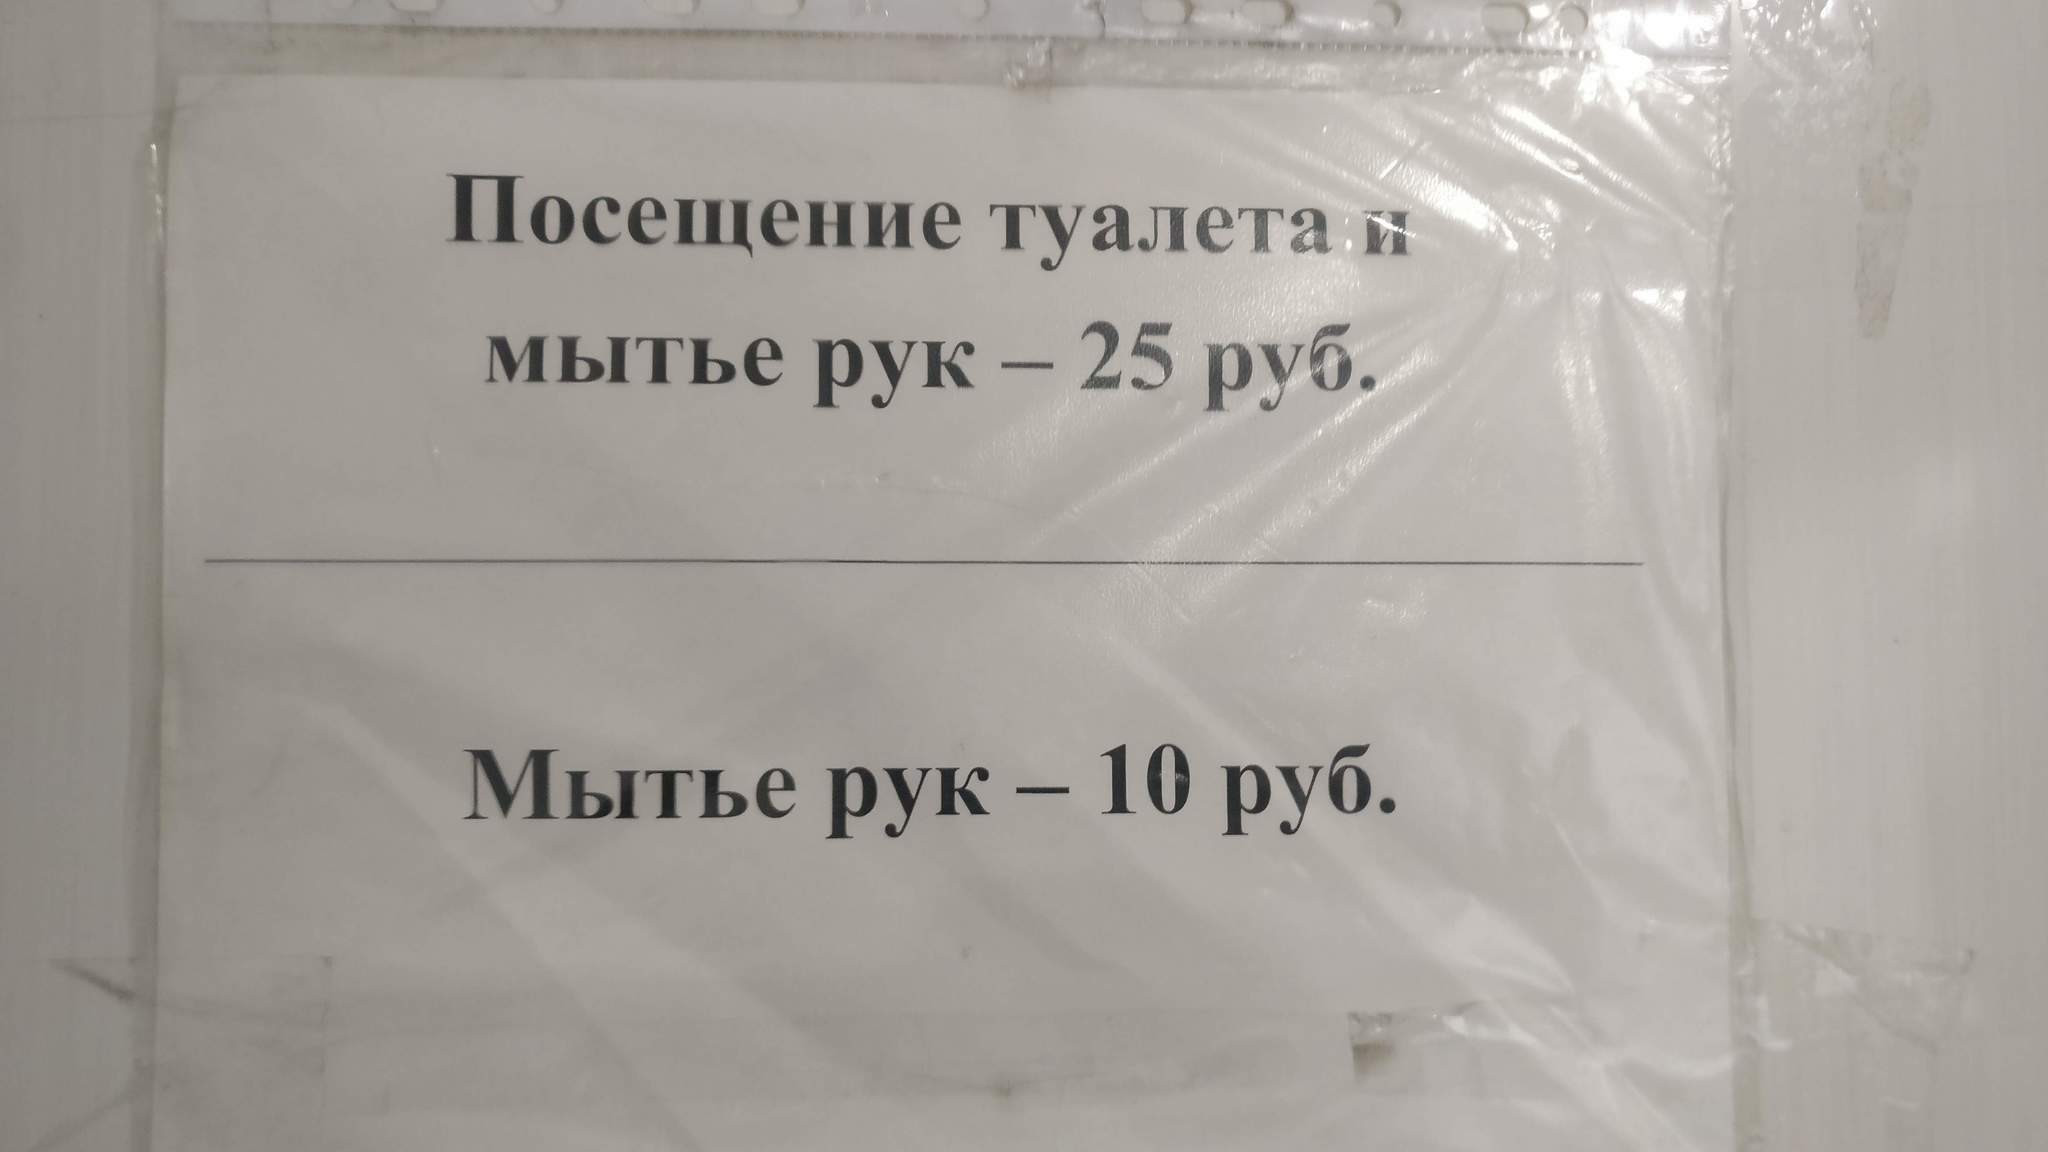 Посещение туалета и
мытье рук – 25 руб.
Мытье рук – 10 руб.